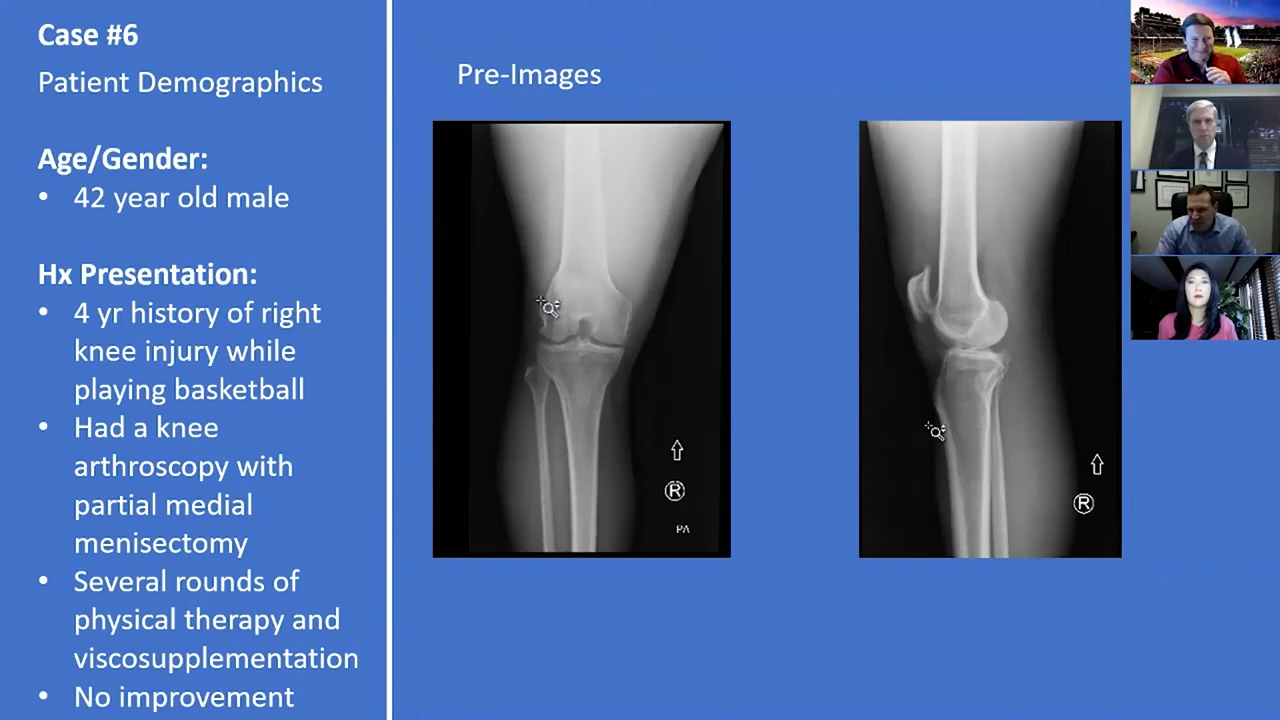 Case #6
Patient Demographics
Age/Gender:
• 42 year old male
Hx Presentation:
• 4 yr history of right
knee injury while
playing basketball
• Had a knee
arthroscopy with
partial medial
menisectomy
• Several rounds of
physical therapy and
viscosupplementation
• No improvement
Pre-Images
R
PA
R